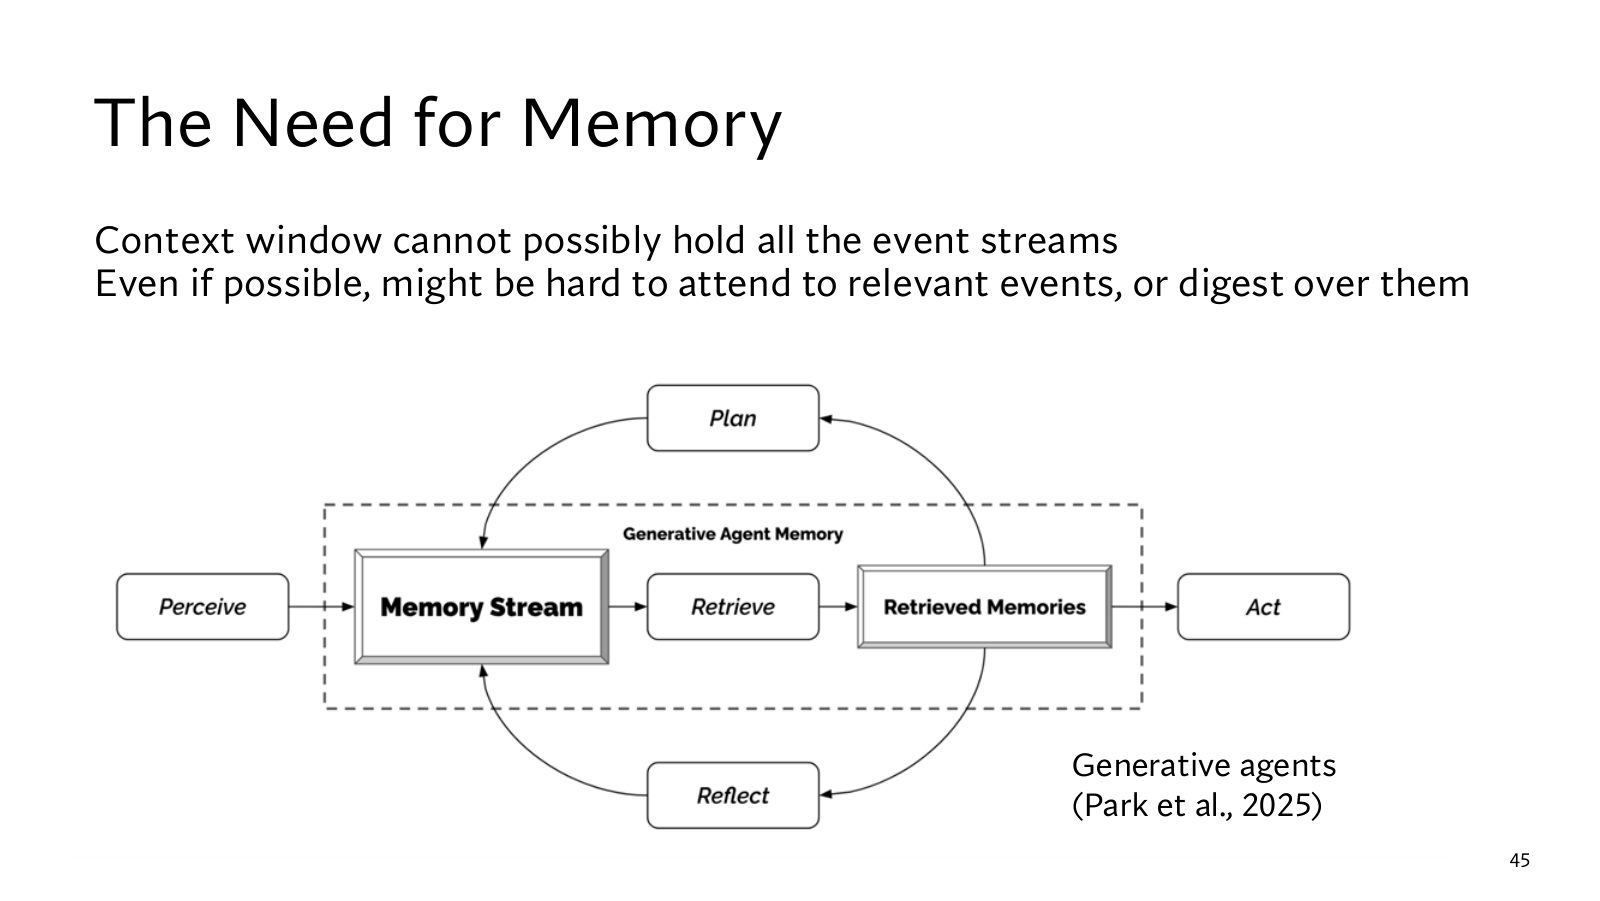 The Need for Memory
Context window cannot possibly hold all the event streams
Even if possible, might be hard to attend to relevant events, or digest over them
Plan
Generative Agent Memory
Perceive
Memory Stream
Retrieve
Retrieved Memories
Act
Reflect
Generative agents
(Park et al., 2025)
45